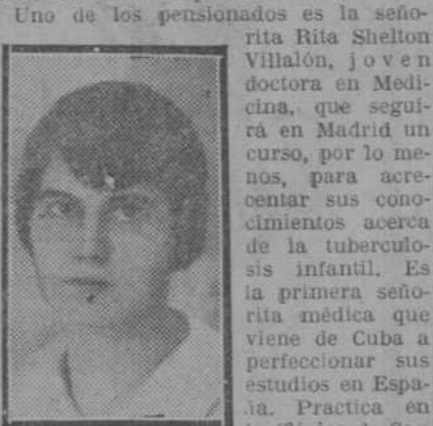 Uno de los pensionados es la seño-
rita Rita Shelton
Villalón, joven
doctora en Medi-
cina, que segui-
rá en Madrid un
curso, por lo me-
nos, para acre-
centar sus cono-
cimientos acerca
de la tuberculo-
sis infantil. Es
la primera seño-
rita médica que
viene de Cuba a
perfeccionar sus
estudios en Espa-
ia. Practica en